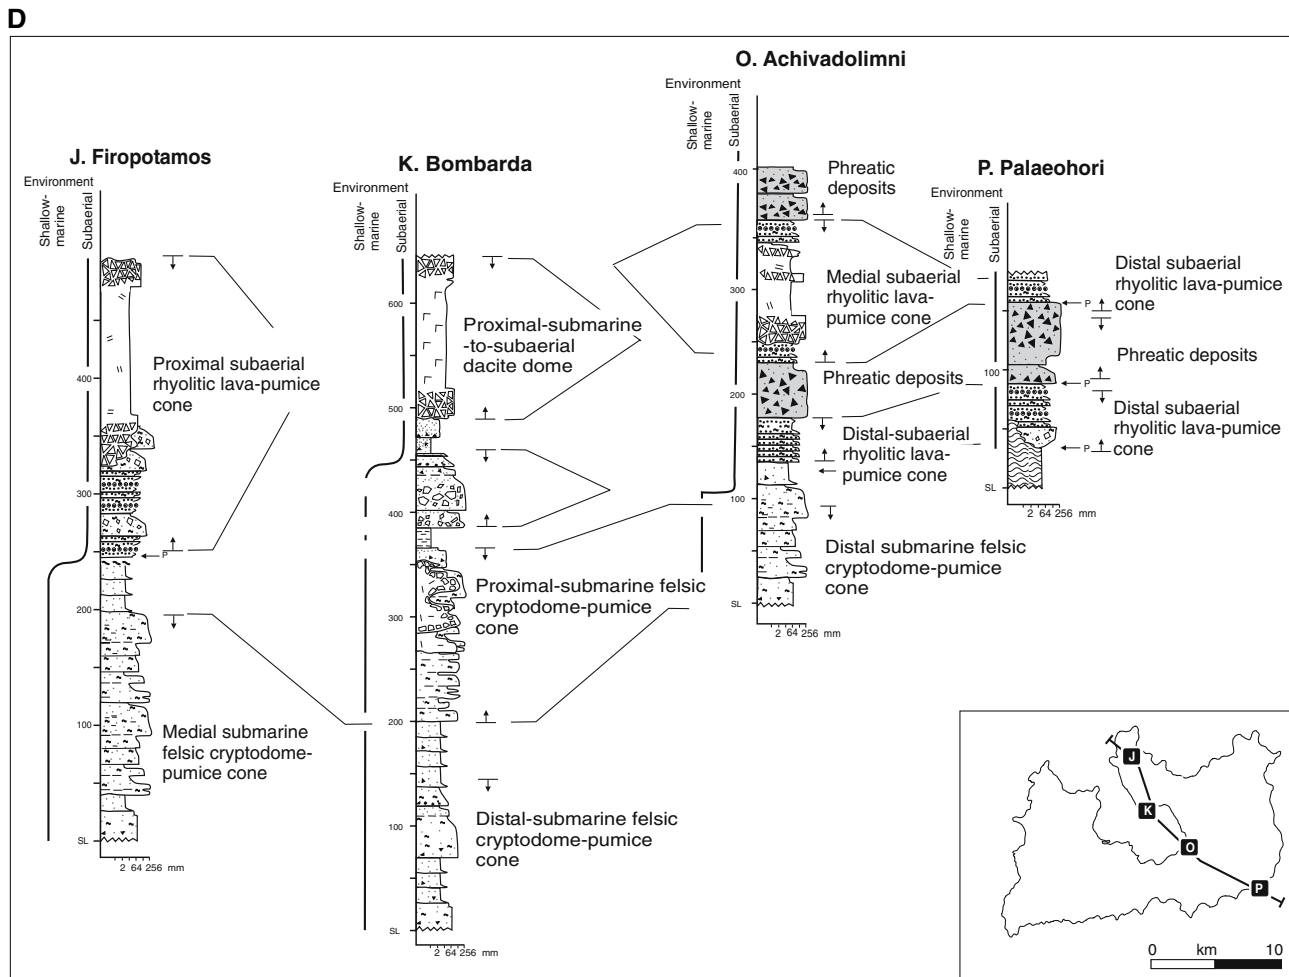 D
J. Firopotamos
Environment
Shallow-
marine
Subaerial
400
300
200
100
SL
2 64 256 mm
P
Proximal subaerial
rhyolitic lava-pumice
cone
Medial submarine
felsic cryptodome-
pumice cone
K. Bombarda
Environment
Shallow-
marine
Subaerial
600
500
400
300
200
100
SL
2 64 256 mm
Proximal-submarine
-to-subaerial
dacite dome
Proximal-submarine felsic
cryptodome-pumice
cone
Distal-submarine felsic
cryptodome-pumice
cone
O. Achivadolimni
Environment
Shallow-
marine
Subaerial
400
300
200
100
SL
2 64 256 mm
Phreatic
deposits
Medial subaerial
rhyolitic lava-
pumice cone
Phreatic deposits
Distal-subaerial
rhyolitic lava-
pumice cone
Distal submarine felsic
cryptodome-pumice
cone
P. Palaeohori
Environment
Shallow-
marine
Subaerial
100
SL
2 64 256 mm
P
P
P
Distal subaerial
rhyolitic lava-pumice
cone
Phreatic deposits
Distal subaerial
rhyolitic lava-pumice
cone
J
K
O
P
0 km 10